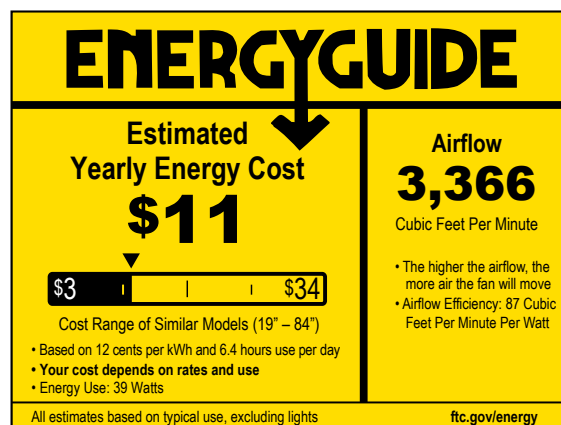 ENERGYGUIDE
Estimated
Yearly Energy Cost
$11
$3
$34
Cost Range of Similar Models (19” – 84”)
• Based on 12 cents per kWh and 6.4 hours use per day
• Your cost depends on rates and use
• Energy Use: 39 Watts
Airflow
3,366
Cubic Feet Per Minute
• The higher the airflow, the
more air the fan will move
• Airflow Efficiency: 87 Cubic
Feet Per Minute Per Watt
All estimates based on typical use, excluding lights
ftc.gov/energy